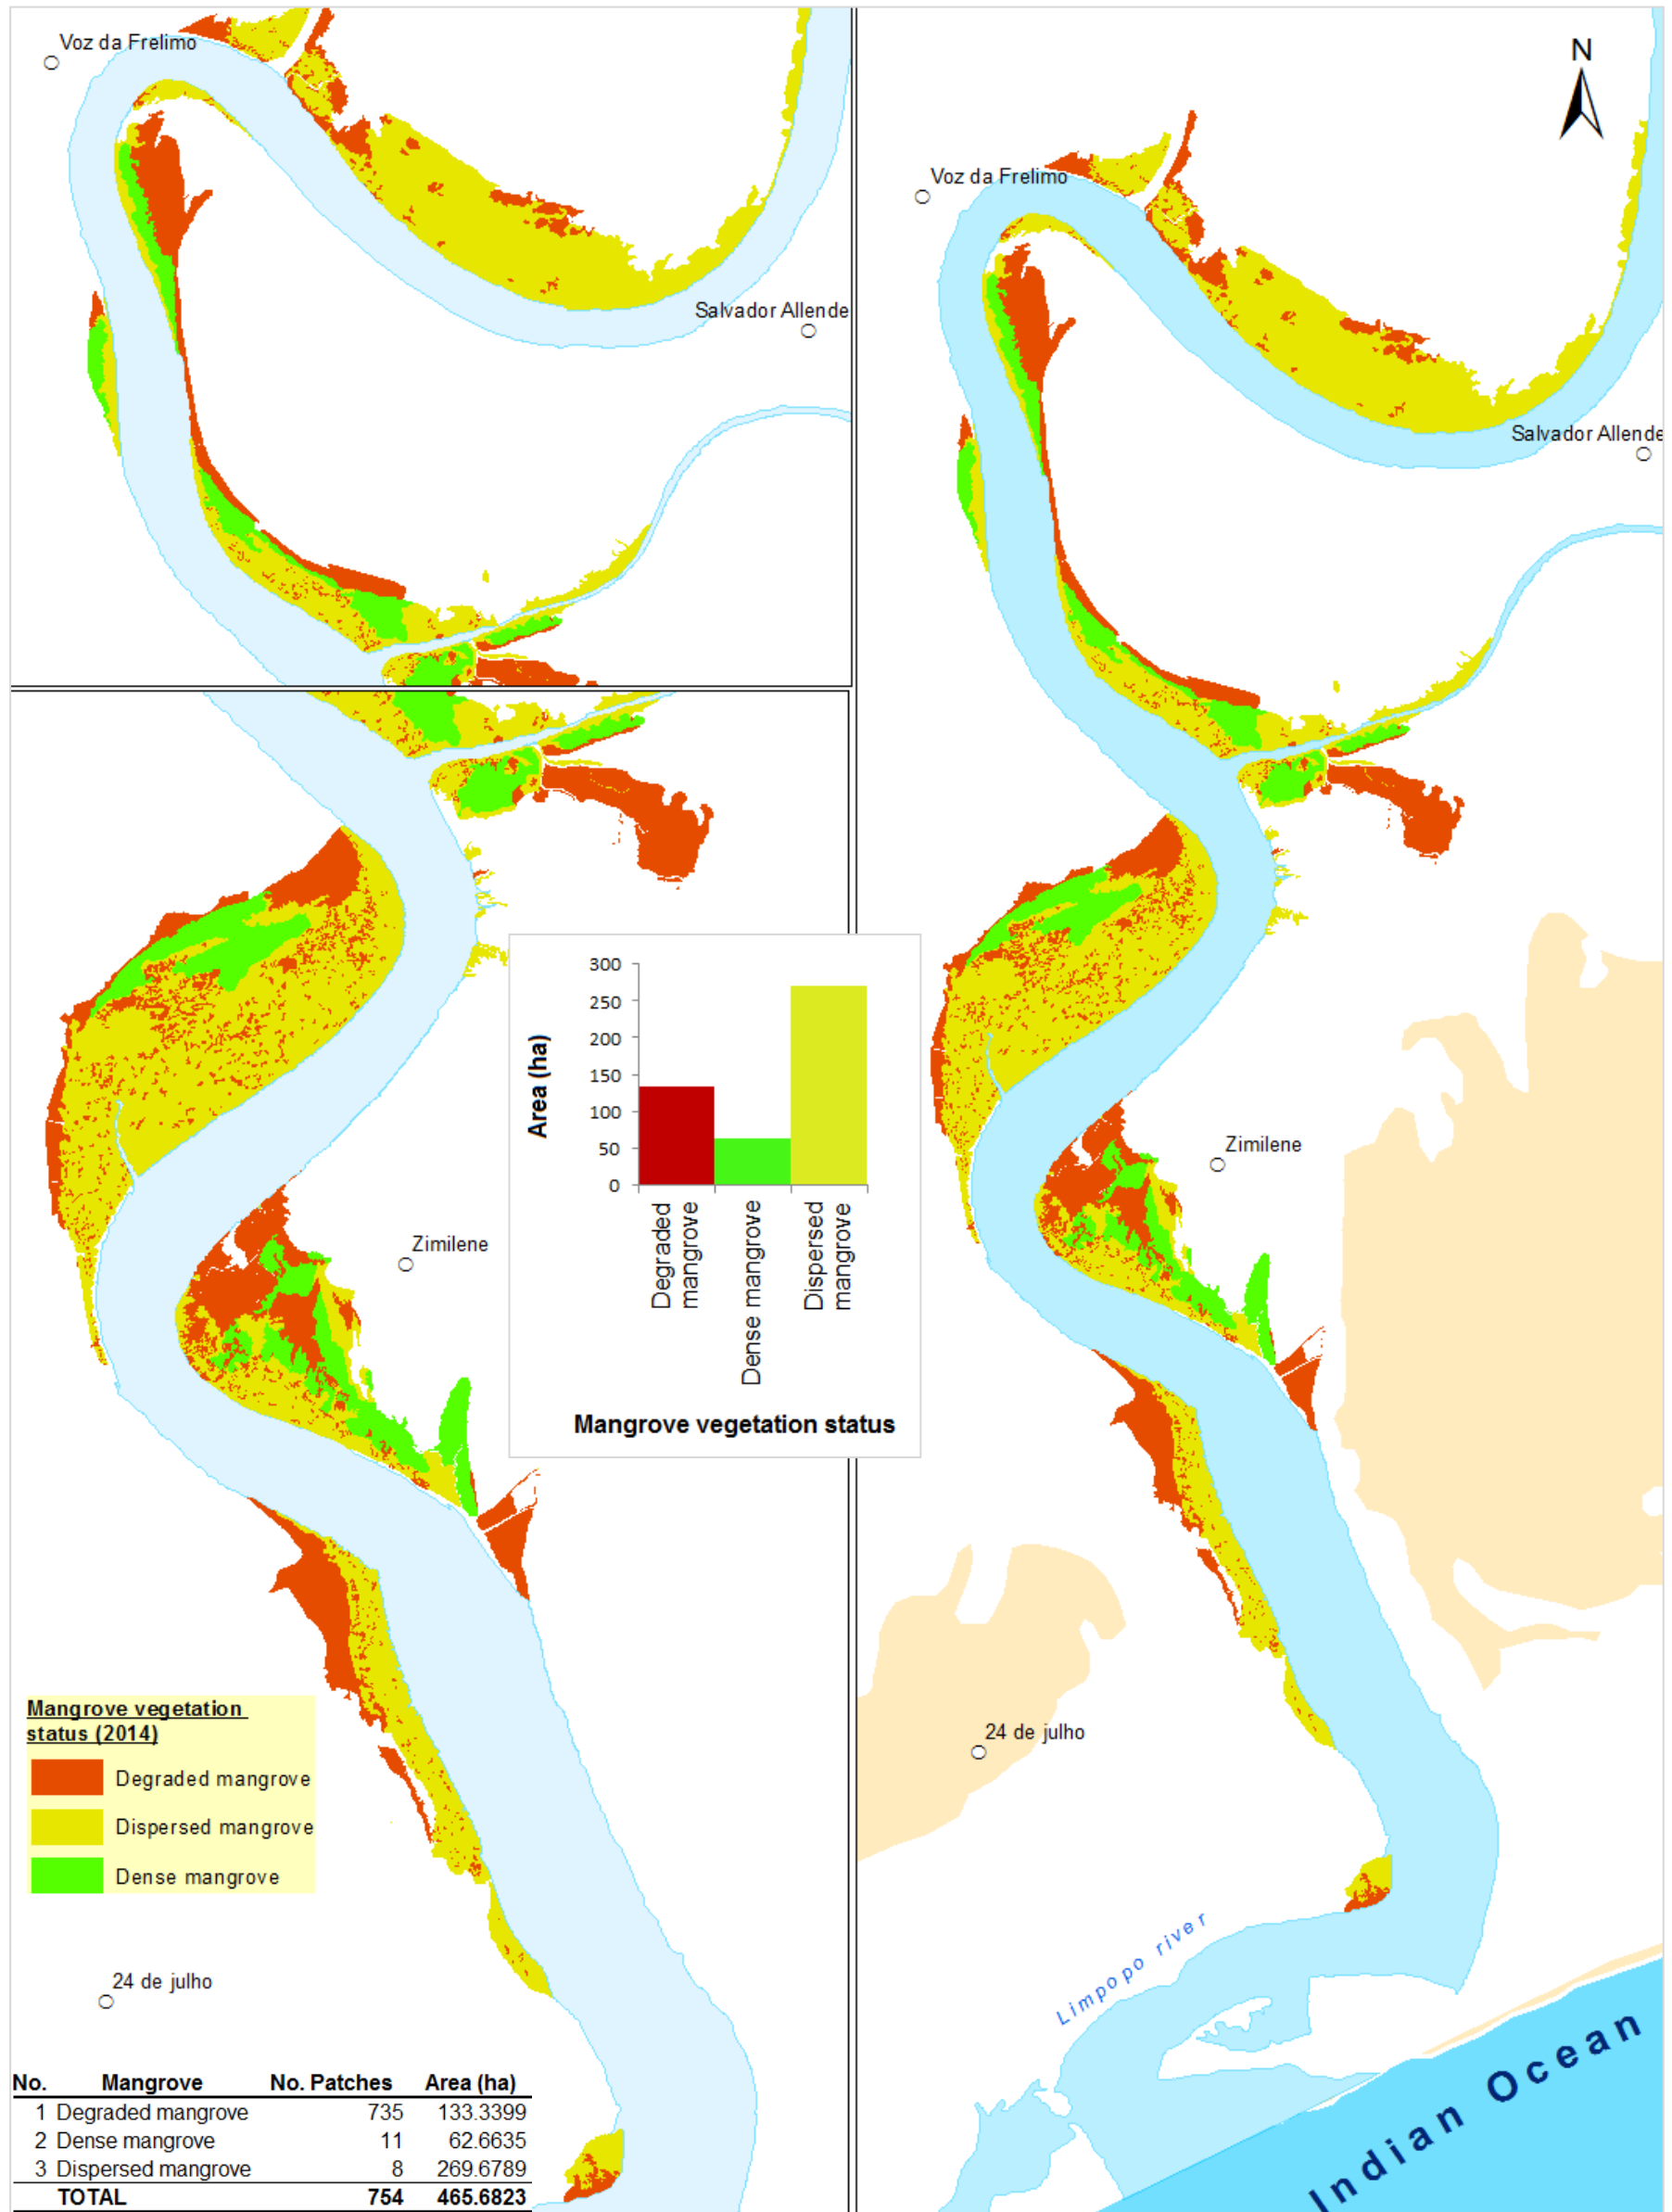 Voz da Frelimo
Salvador Allende
N
Voz da Frelimo
Salvador Allende
Zimilene
Area (ha)
300
250
200
150
100
50
0
Degraded
mangrove
Dense mangrove
Dispersed
mangrove
Mangrove vegetation status
Zimilene
Mangrove vegetation
status (2014)
Degraded mangrove
Dispersed mangrove
Dense mangrove
24 de julho
24 de julho
Limpopo river
Indian Ocean
No. Mangrove No. Patches Area (ha)
1 Degraded mangrove 735 133.3399
2 Dense mangrove 11 62.6635
3 Dispersed mangrove 8 269.6789
TOTAL 754 465.6823